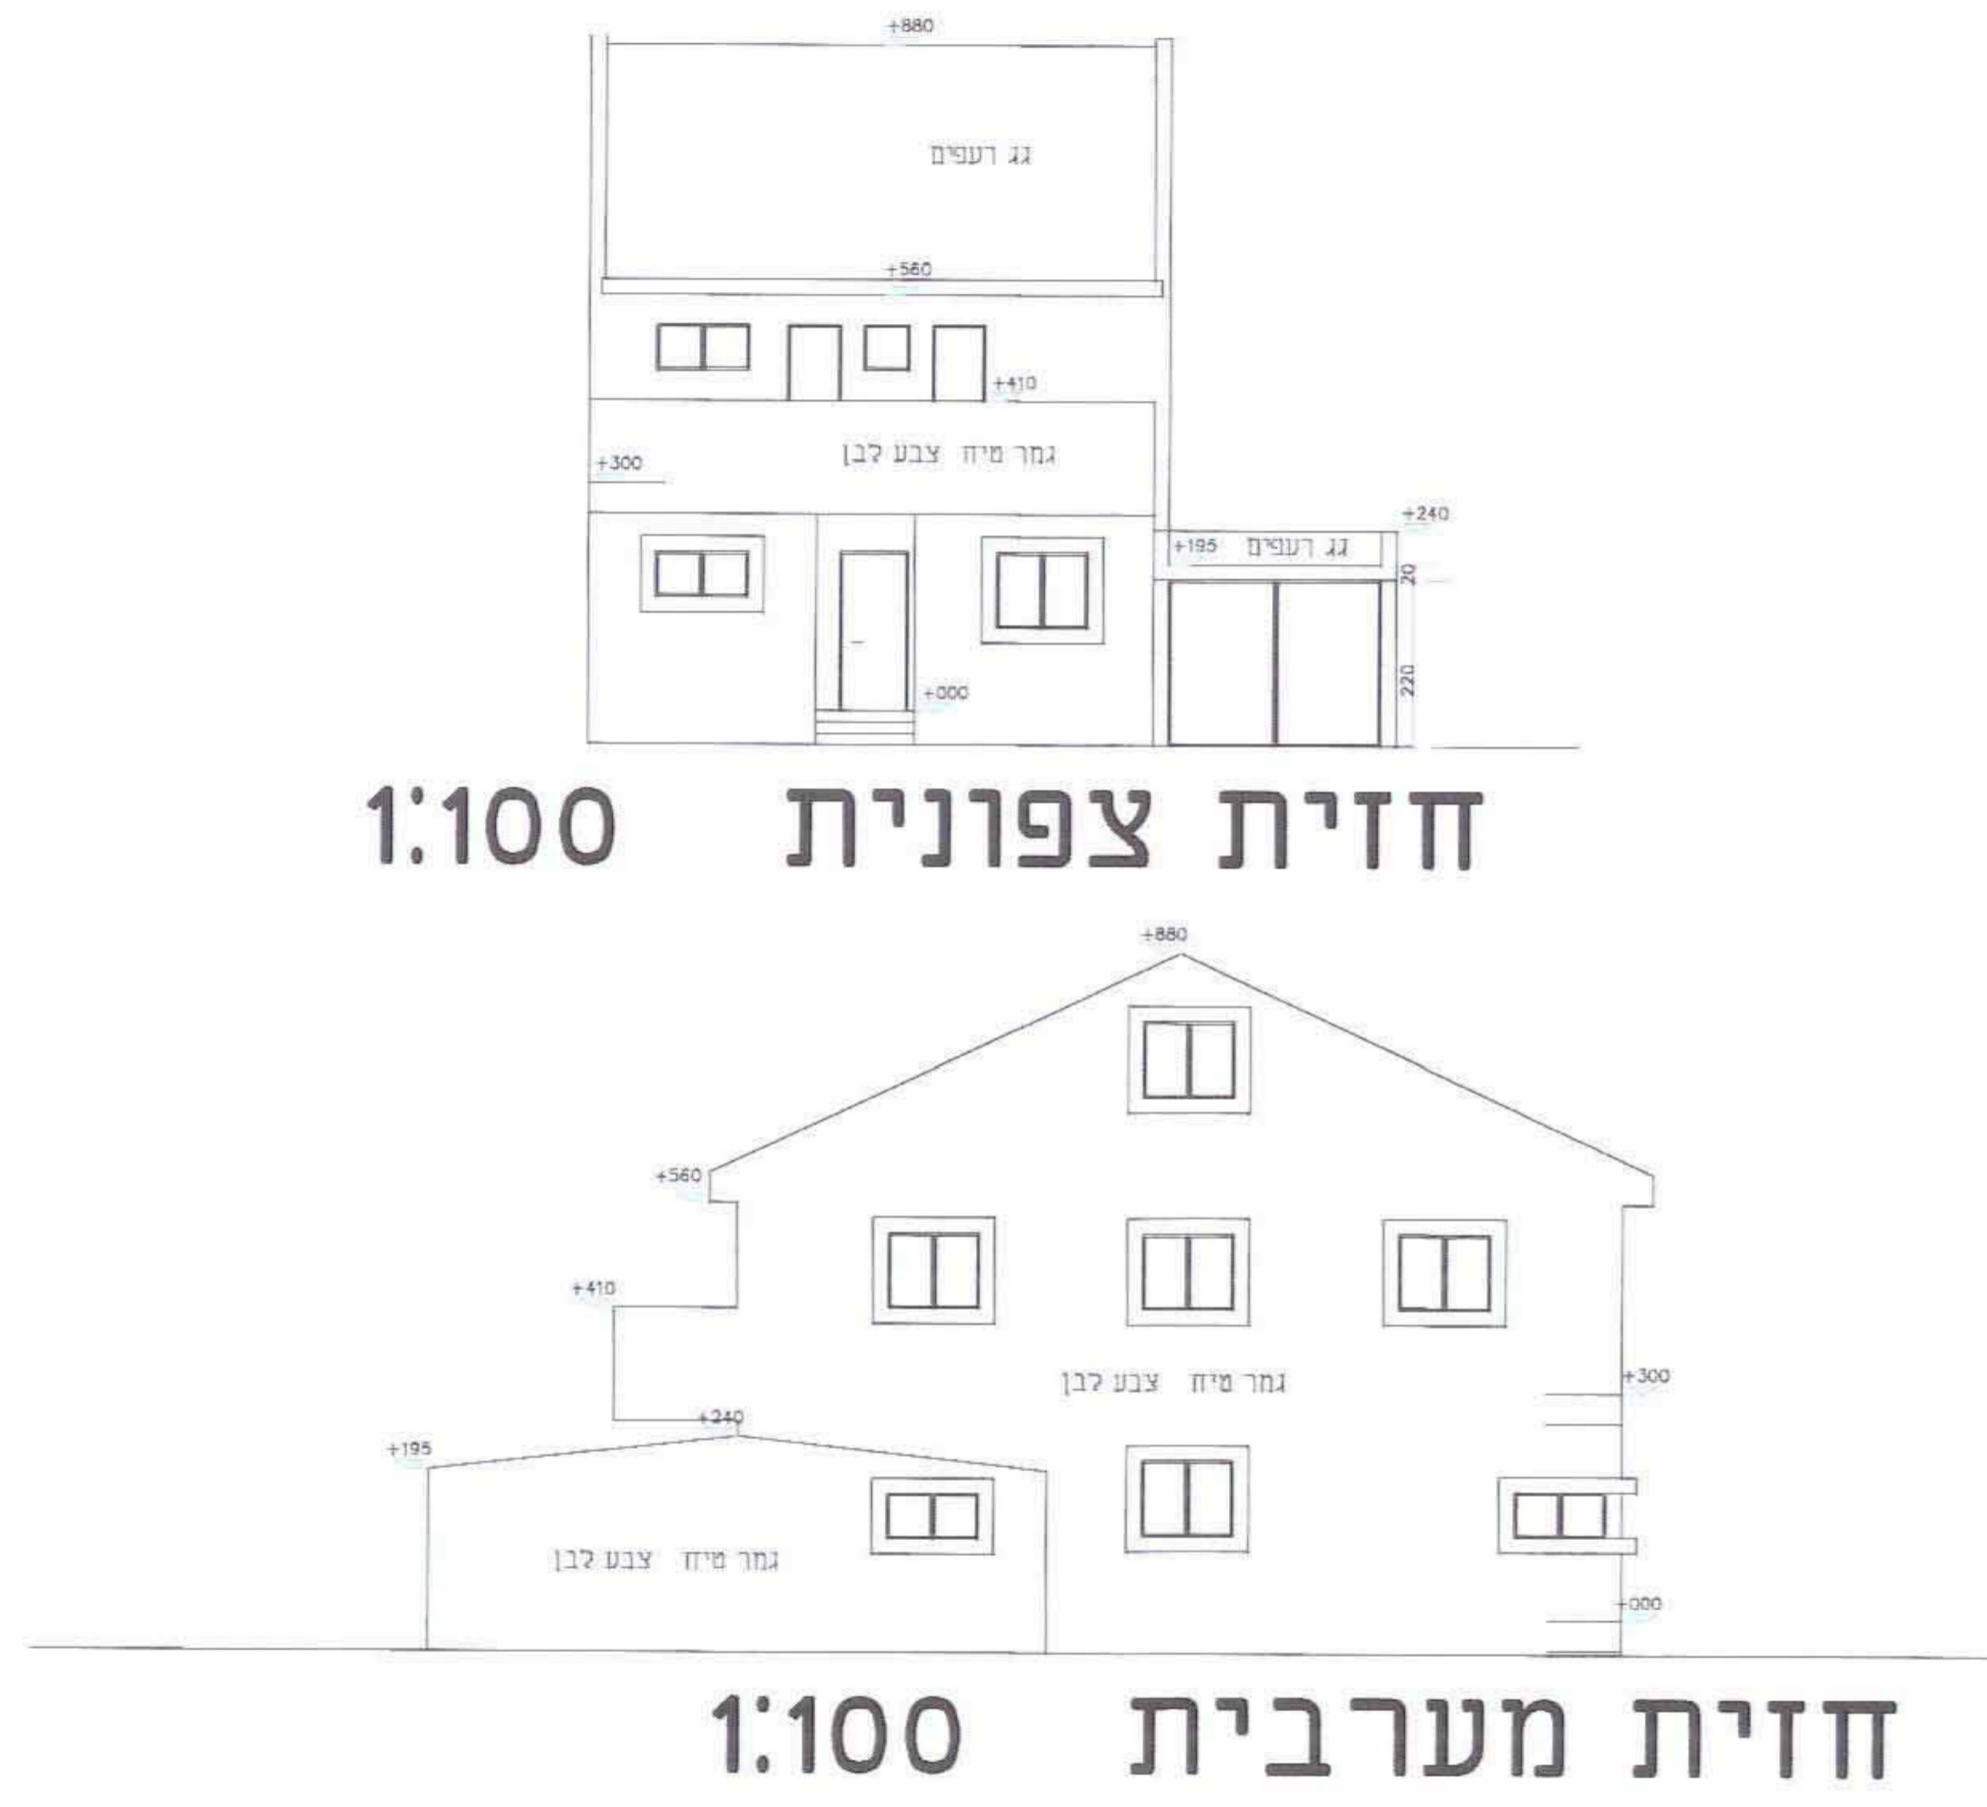 +880
גג רעפים
+560
+410
גמר טיח צבע לבן
+300
+240
+195 גג רעפים
20
220
+000
חזית צפונית 1:100
+880
+560
+410
גמר טיח צבע לבן
+300
+240
+195
גמר טיח צבע לבן
+000
חזית מערבית 1:100